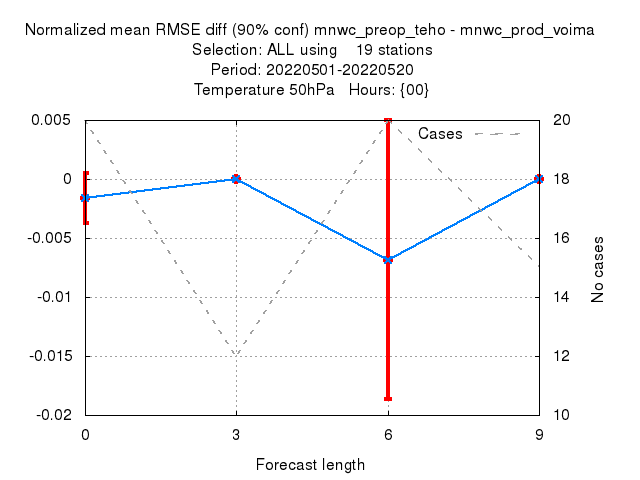 Normalized mean RMSE diff (90% conf) mnwc_preop_teho - mnwc_prod_voima
Selection: ALL using    19 stations
Period: 20220501-20220520
Temperature 50hPa   Hours: {00}
Cases
0.005
0
-0.005
-0.01
-0.015
-0.02
20
18
16
14
12
10
No cases
0 3 6 9
Forecast length